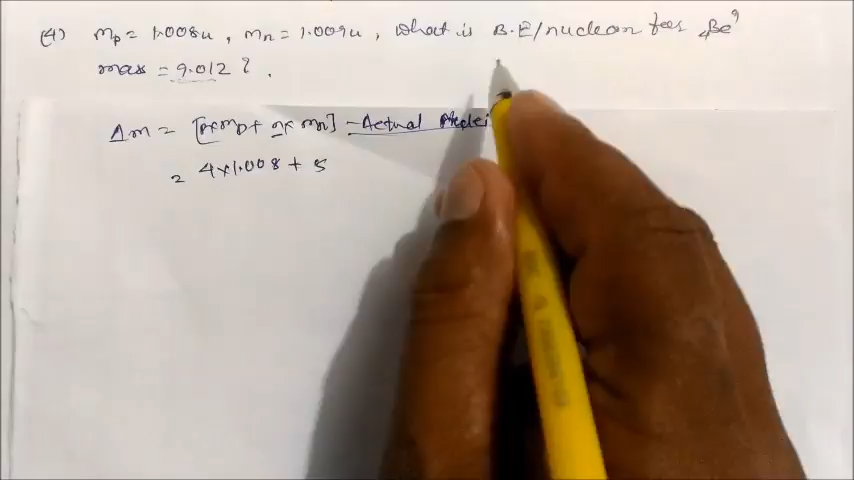 (4) mp = 1.008u, mn = 1.009u, what is B.E/nucleon for ₄Be⁹
mass = 9.012 ?
Δm = [p×mp + n× mn] - Actual
= 4×1.008 + 5